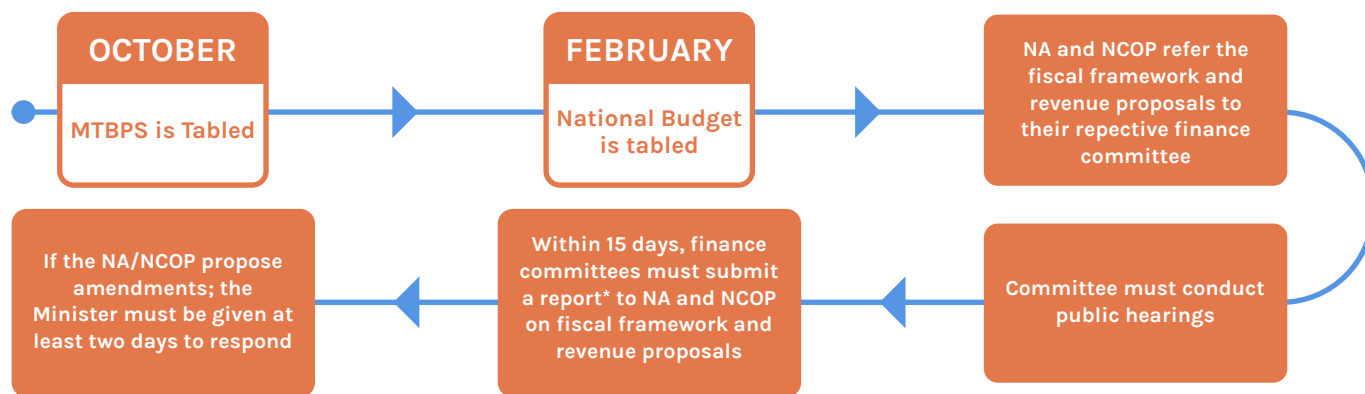 OCTOBER
MTBPS is Tabled
FEBRUARY
National Budget
is tabled
NA and NCOP refer the
fiscal framework and
revenue proposals to
their repective finance
committee
Committee must conduct
public hearings
Within 15 days, finance
committees must submit
a report* to NA and NCOP
on fiscal framework and
revenue proposals
If the NA/NCOP propose
amendments; the
Minister must be given at
least two days to respond